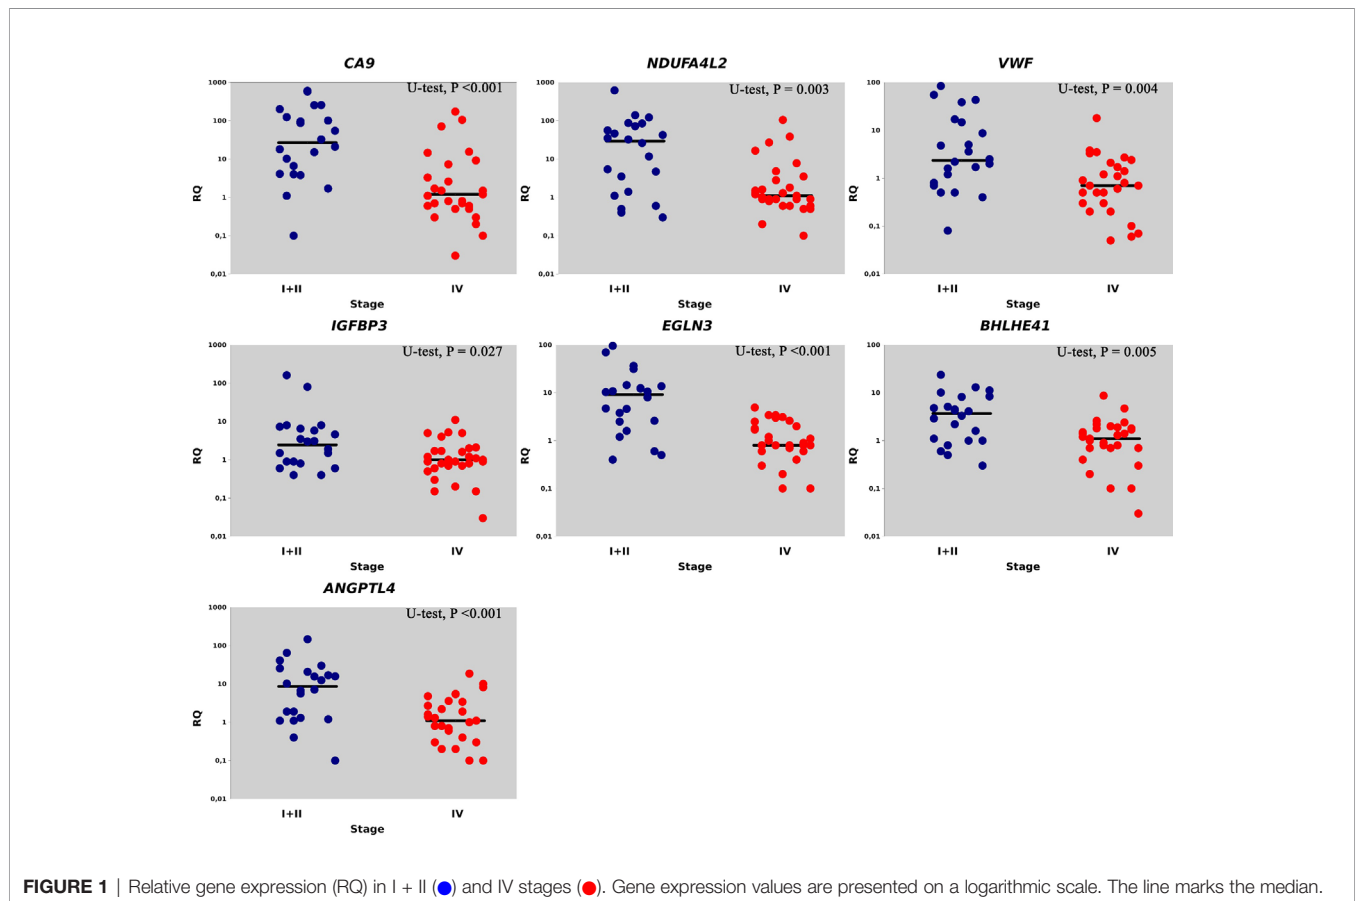 CA9
NDUFA4L2
VWF
1000
100
10
1
0,1
0,01
RQ
U-test, P <0.001
I+II
IV
Stage
1000
100
10
1
0,1
0,01
RQ
U-test, P = 0.003
I+II
IV
Stage
100
10
1
0,1
0,01
RQ
U-test, P = 0.004
I+II
IV
Stage
IGFBP3
EGLN3
BHLHE41
1000
100
10
1
0,1
0,01
RQ
U-test, P = 0.027
I+II
IV
Stage
100
10
1
0,1
0,01
RQ
U-test, P <0.001
I+II
IV
Stage
100
10
1
0,1
0,01
RQ
U-test, P = 0.005
I+II
IV
Stage
ANGPTL4
1000
100
10
1
0,1
0,01
RQ
U-test, P <0.001
I+II
IV
Stage
FIGURE 1 | Relative gene expression (RQ) in I + II (●) and IV stages (●). Gene expression values are presented on a logarithmic scale. The line marks the median.